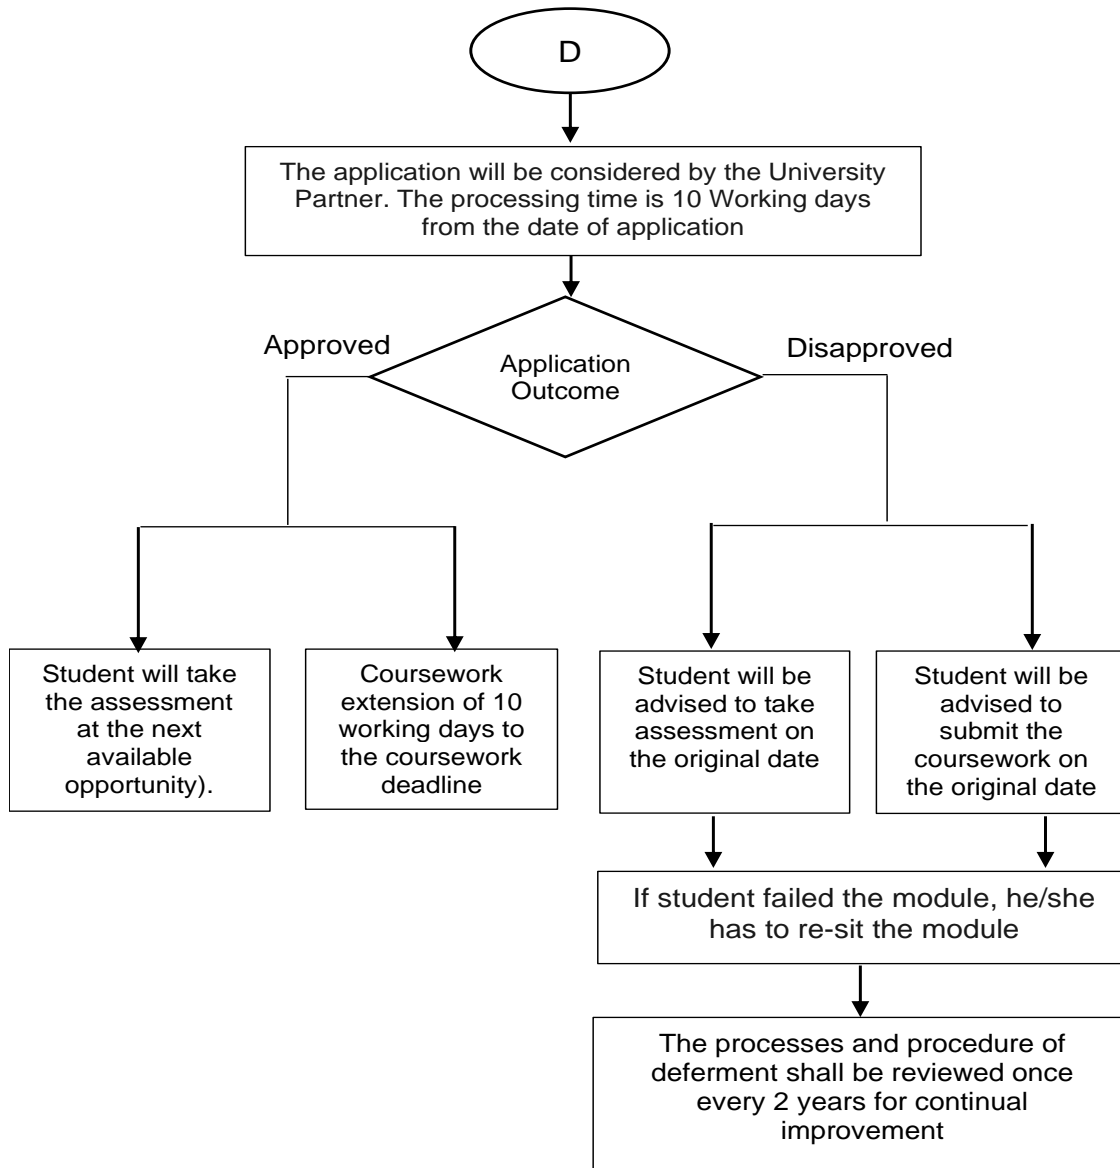 D
The application will be considered by the University
Partner. The processing time is 10 Working days
from the date of application
Approved
Disapproved
Application
Outcome
Student will take
the assessment
at the next
available
opportunity).
Coursework
extension of 10
working days to
the coursework
deadline
Student will be
advised to take
assessment on
the original date
Student will be
advised to
submit the
coursework on
the original date
If student failed the module, he/she
has to re-sit the module
The processes and procedure of
deferment shall be reviewed once
every 2 years for continual
improvement